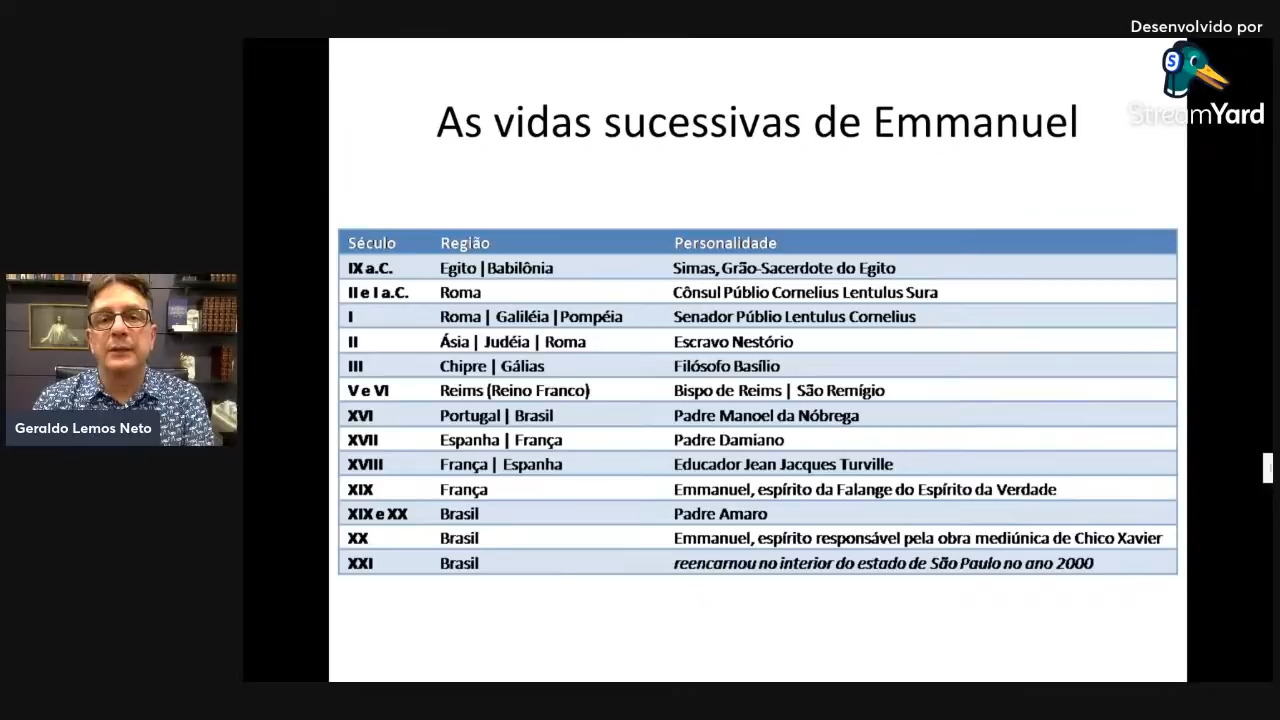 Desenvolvido por
StreamYard
As vidas sucessivas de Emmanuel
Século Região Personalidade
IX a.C. Egito | Babilônia Simas, Grão-Sacerdote do Egito
II e I a.C. Roma Cônsul Públio Cornelius Lentulus Sura
I Roma | Galiléia | Pompéia Senador Públio Lentulus Cornelius
II Ásia | Judéia | Roma Escravo Nestório
III Chipre | Gálias Filósofo Basílio
V e VI Reims (Reino Franco) Bispo de Reims | São Remígio
XVI Portugal | Brasil Padre Manoel da Nóbrega
XVII Espanha | França Padre Damiano
XVIII França | Espanha Educador Jean Jacques Turville
XIX França Emmanuel, espírito da Falange do Espírito da Verdade
XIX e XX Brasil Padre Amaro
XX Brasil Emmanuel, espírito responsável pela obra mediúnica de Chico Xavier
XXI Brasil reencarnou no interior do estado de São Paulo no ano 2000
Geraldo Lemos Neto